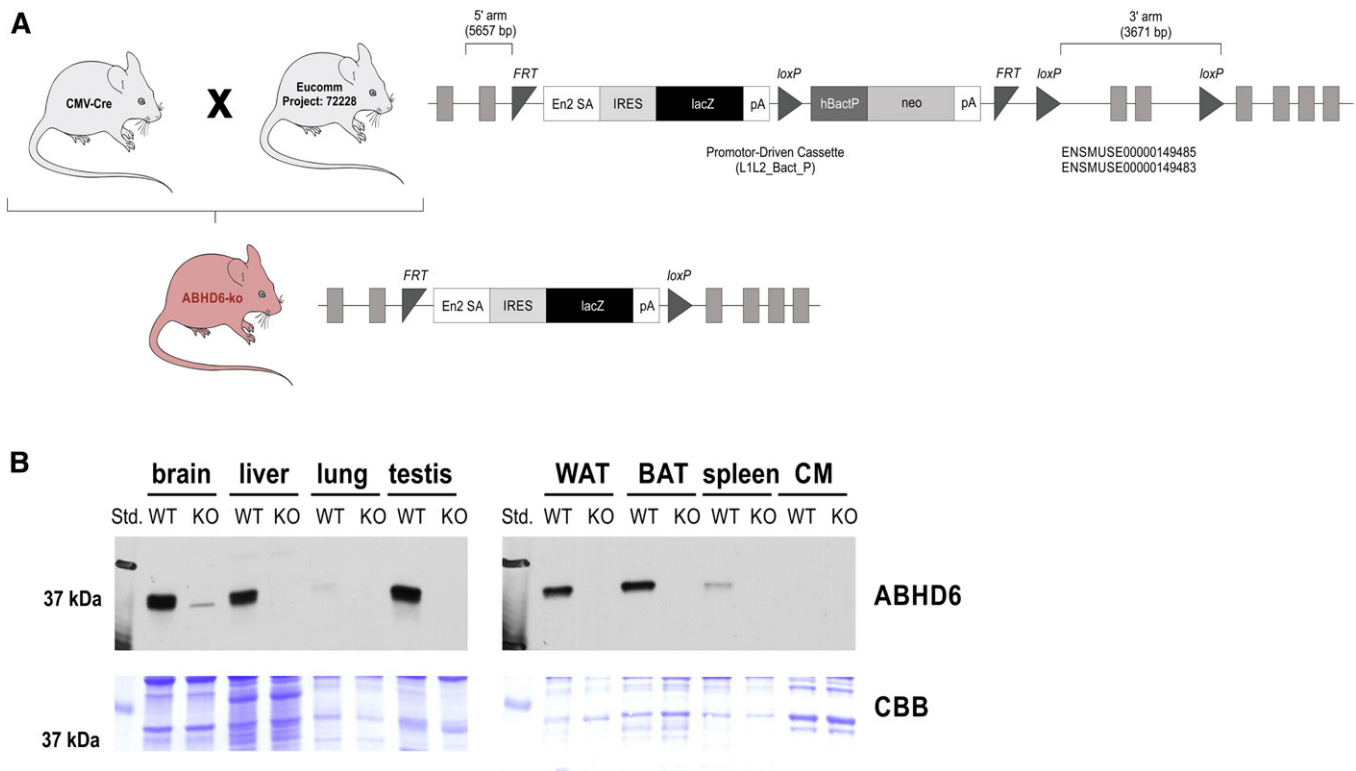 A
CMV-Cre
X
Eucomm
Project: 72228
5' arm
(5657 bp)
3' arm
(3671 bp)
FRT
loxP
FRT
loxP
loxP
En2 SA
IRES
lacZ
pA
hBactP
neo
pA
Promotor-Driven Cassette
(L1L2_Bact_P)
ENSMUSE00000149485
ENSMUSE00000149483
ABHD6-ko
FRT
loxP
En2 SA
IRES
lacZ
pA
B
brain liver lung testis
WAT BAT spleen CM
Std. WT KO WT KO WT KO WT KO
Std. WT KO WT KO WT KO WT KO
37 kDa
ABHD6
CBB
37 kDa